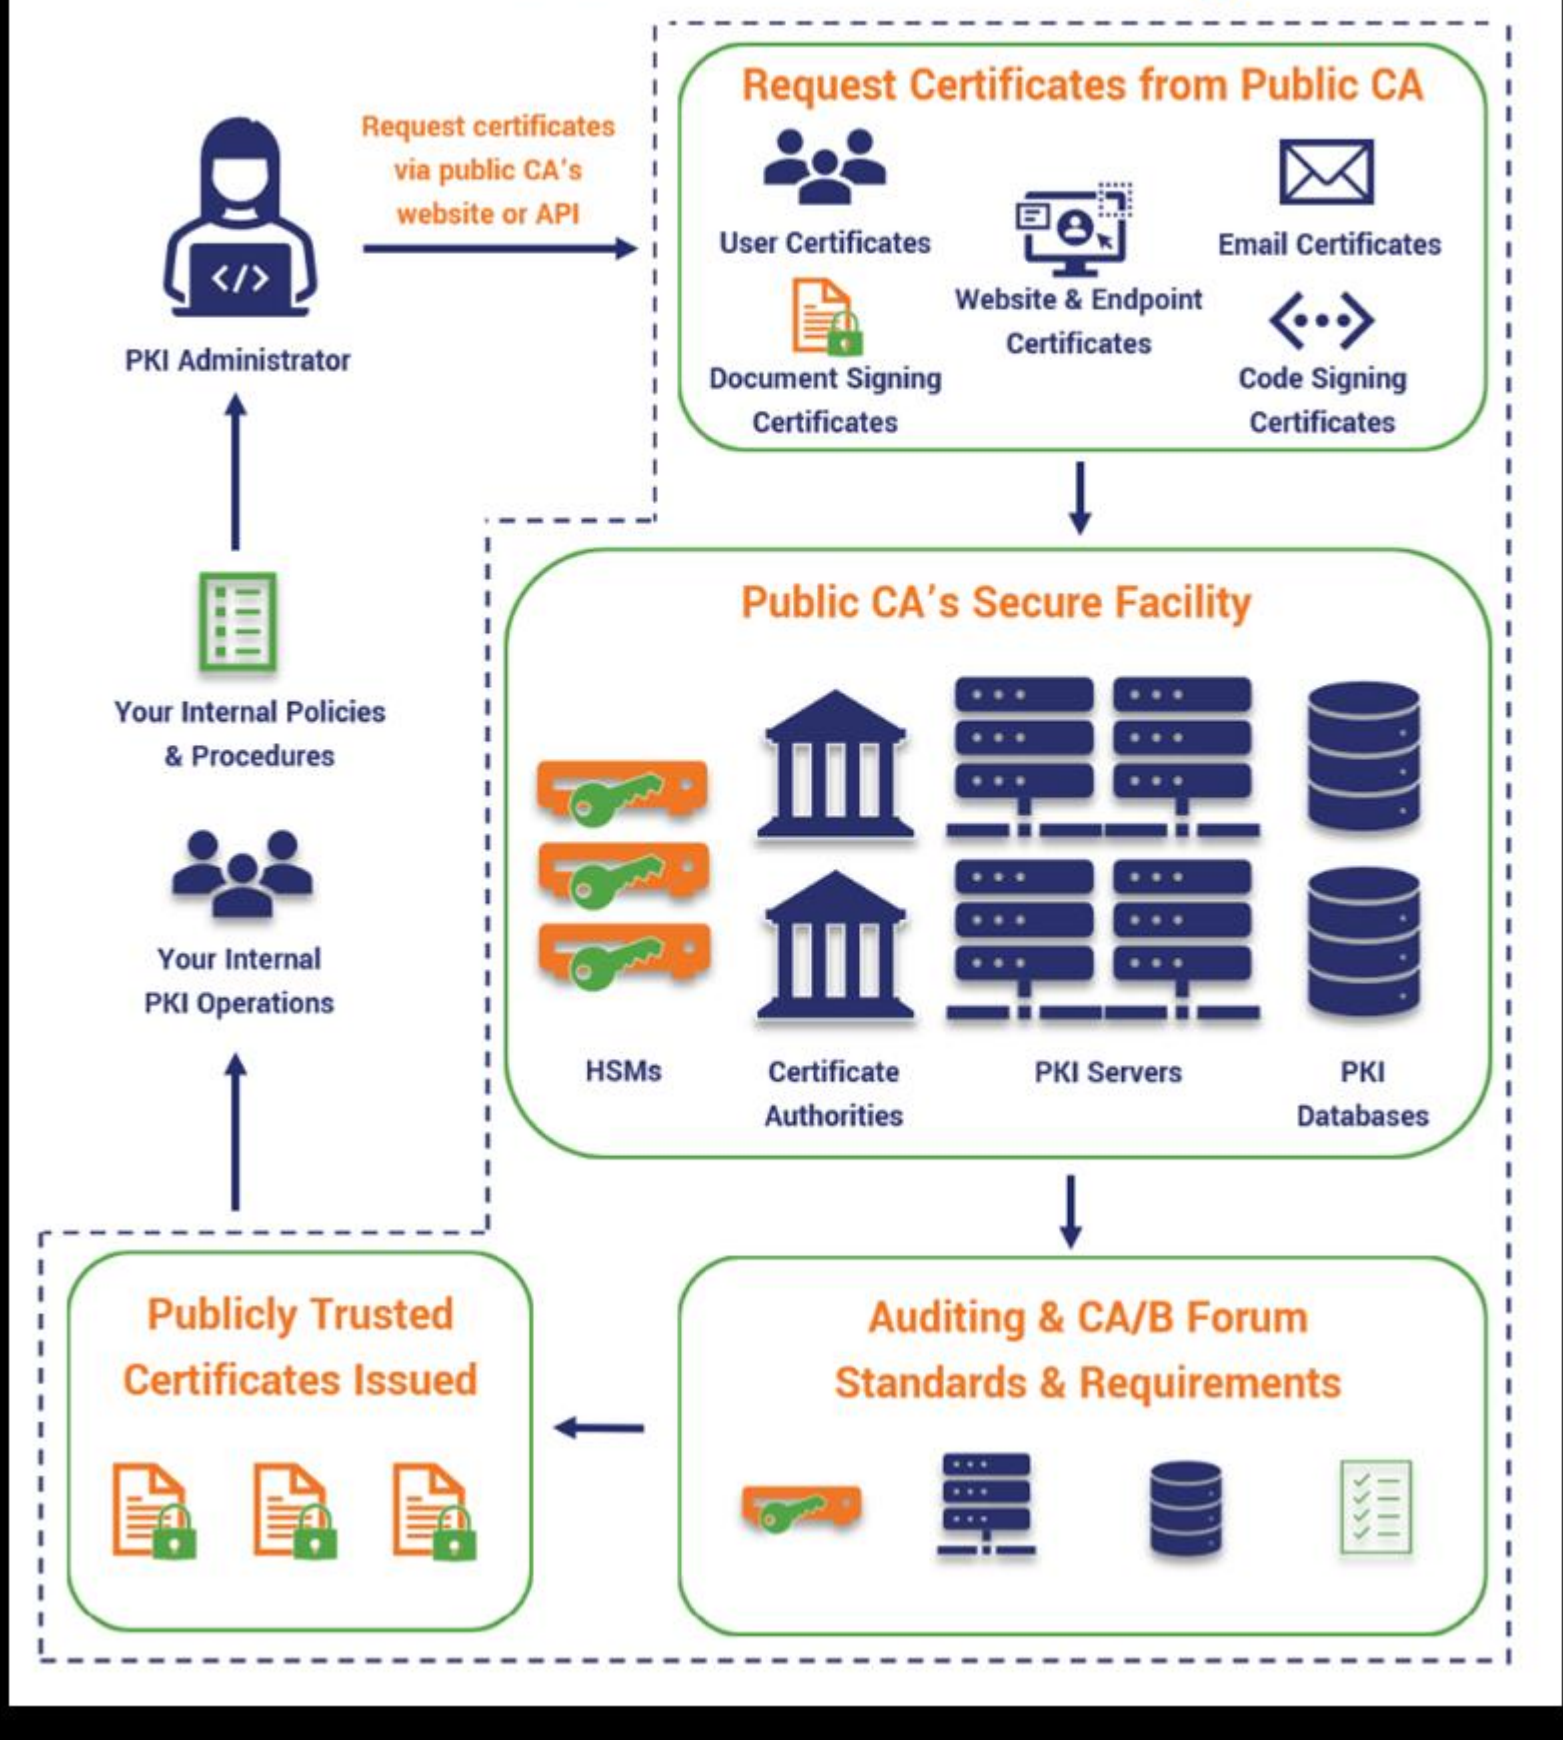 Request Certificates from Public CA
Request certificates
via public CA's
website or API
User Certificates
Email Certificates
Website & Endpoint
Certificates
Document Signing
Certificates
Code Signing
Certificates
PKI Administrator
Public CA's Secure Facility
Your Internal Policies
& Procedures
Your Internal
PKI Operations
HSMs
Certificate
Authorities
PKI Servers
PKI
Databases
Publicly Trusted
Certificates Issued
Auditing & CA/B Forum
Standards & Requirements